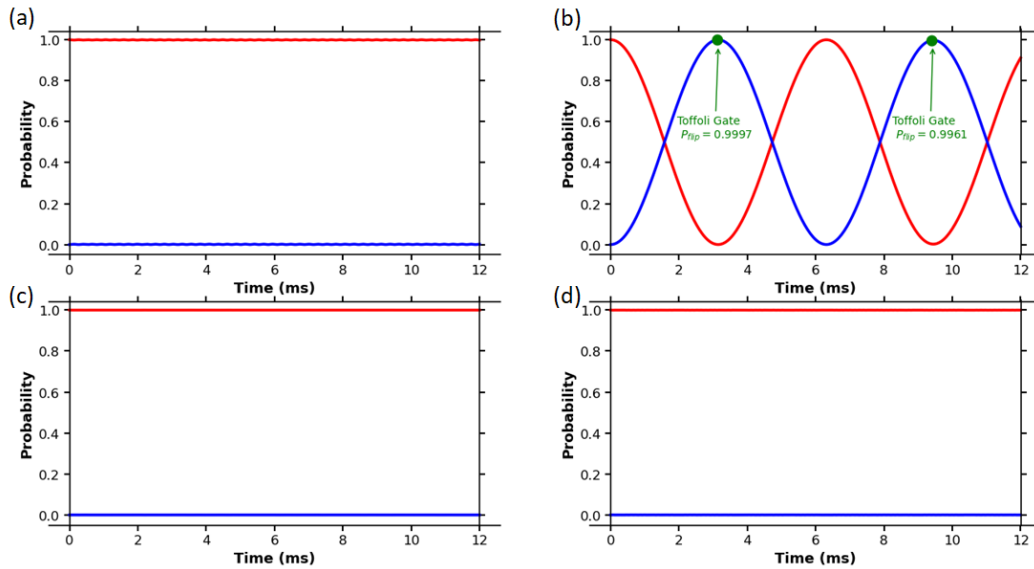 (a)
1.0
0.8
0.6
0.4
0.2
0.0
Probability
0 2 4 6 8 10 12
Time (ms)
(b)
1.0
0.8
0.6
0.4
0.2
0.0
Probability
Toffoli Gate
P_flip = 0.9997
Toffoli Gate
P_flip = 0.9961
0 2 4 6 8 10 12
Time (ms)
(c)
1.0
0.8
0.6
0.4
0.2
0.0
Probability
0 2 4 6 8 10 12
Time (ms)
(d)
1.0
0.8
0.6
0.4
0.2
0.0
Probability
0 2 4 6 8 10 12
Time (ms)